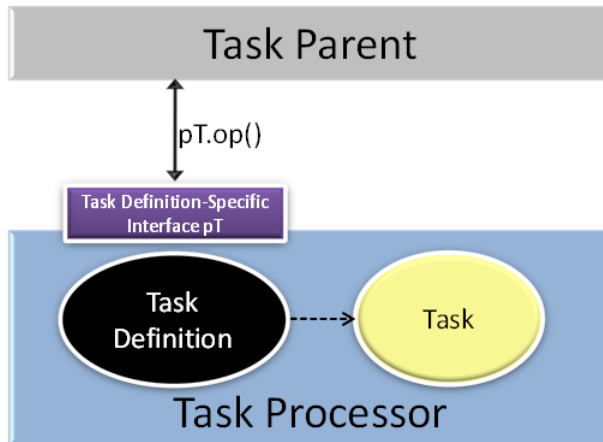 Task Parent
pT.op()
Task Definition-Specific
Interface pT
Task
Definition
Task
Task Processor